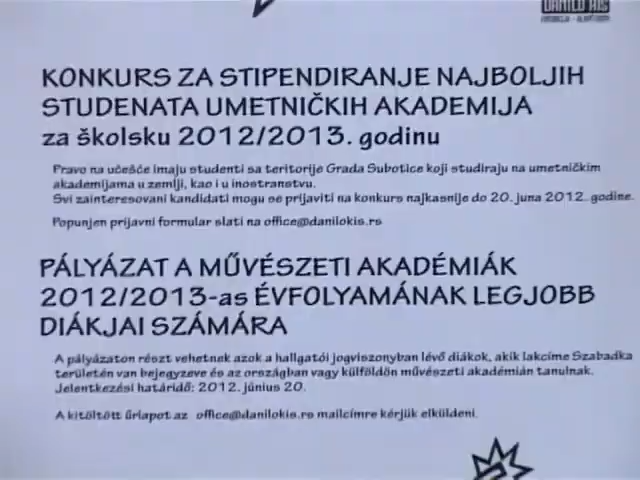 DANILO KIŠ
KONKURS ZA STIPENDIRANJE NAJBOLJIH
STUDENATA UMETNIČKIH AKADEMIJA
za školsku 2012/2013. godinu
Pravo na učešće imaju studenti sa teritorije Grada Subotice koji studiraju na umetničkim
akademijama u zemlji, kao i u inostranstvu.
Svi zainteresovani kandidati mogu se prijaviti na konkurs najkasnije do 20. juna 2012. godine.
Popunjen prijavni formular slati na office@danilokis.rs
PÁLYÁZAT A MŰVÉSZETI AKADÉMIÁK
2012/2013-as ÉVFOLYAMÁNAK LEGJOBB
DIÁKJAI SZÁMÁRA
A pályázaton részt vehetnek azok a hallgatói jogviszonyban lévő diákok, akik lakcíme Szabadka
területén van bejegyzeve és az országban vagy külföldön művészeti akadémián tanulnak.
Jelentkezési határidő: 2012. június 20.
A kitöltött űrlapot az office@danilokis.rs mailcímre kérjük elküldeni.